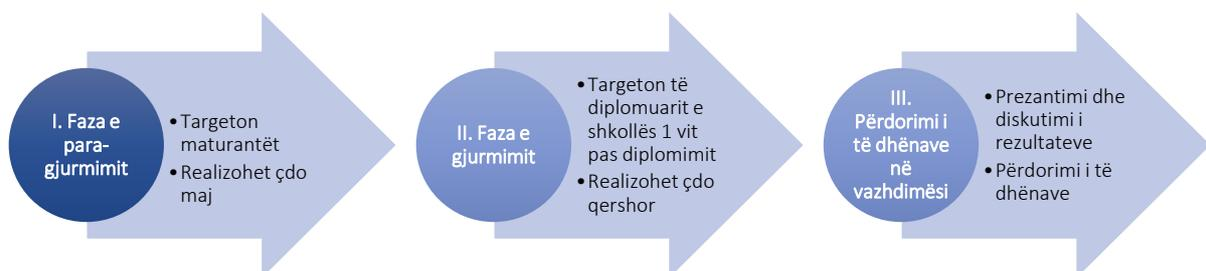 I. Faza e
para-
gjurmimit
•Targeton
maturantët
•Realizohet çdo
maj
II. Faza e
gjurmimit
•Targeton të
diplomuarit e
shkollës 1 vit
pas diplomimit
•Realizohet çdo
qershor
III.
Përdorimi i
të dhënave
në
vazhdimësi
•Prezantimi dhe
diskutimi i
rezultateve
•Përdorimi i të
dhënave